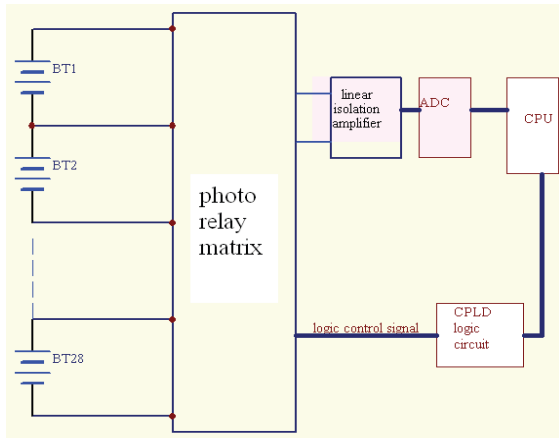 BT1
BT2
BT28
photo
relay
matrix
linear
isolation
amplifier
ADC
CPU
logic control signal
CPLD
logic
circuit